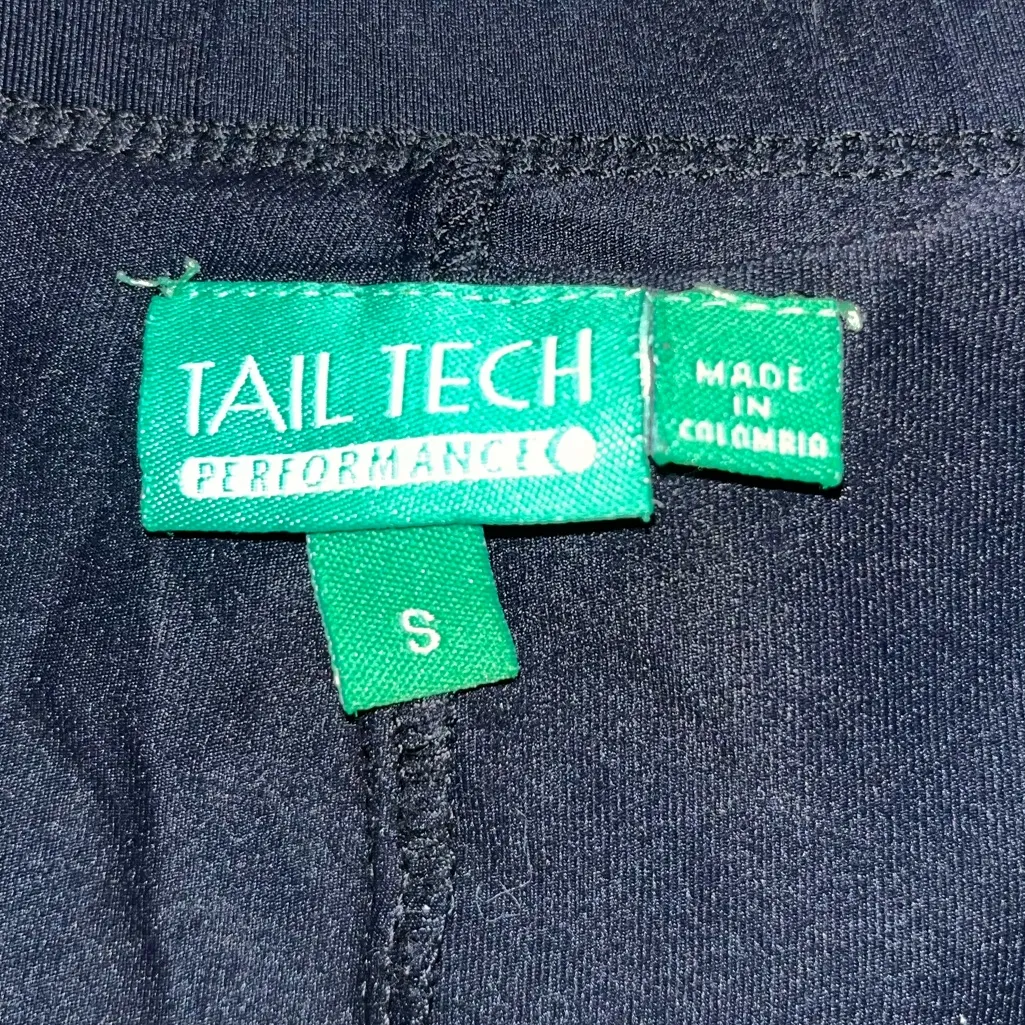 TAIL TECH
PERFORMANCE
MADE
IN
COLOMBIA
S